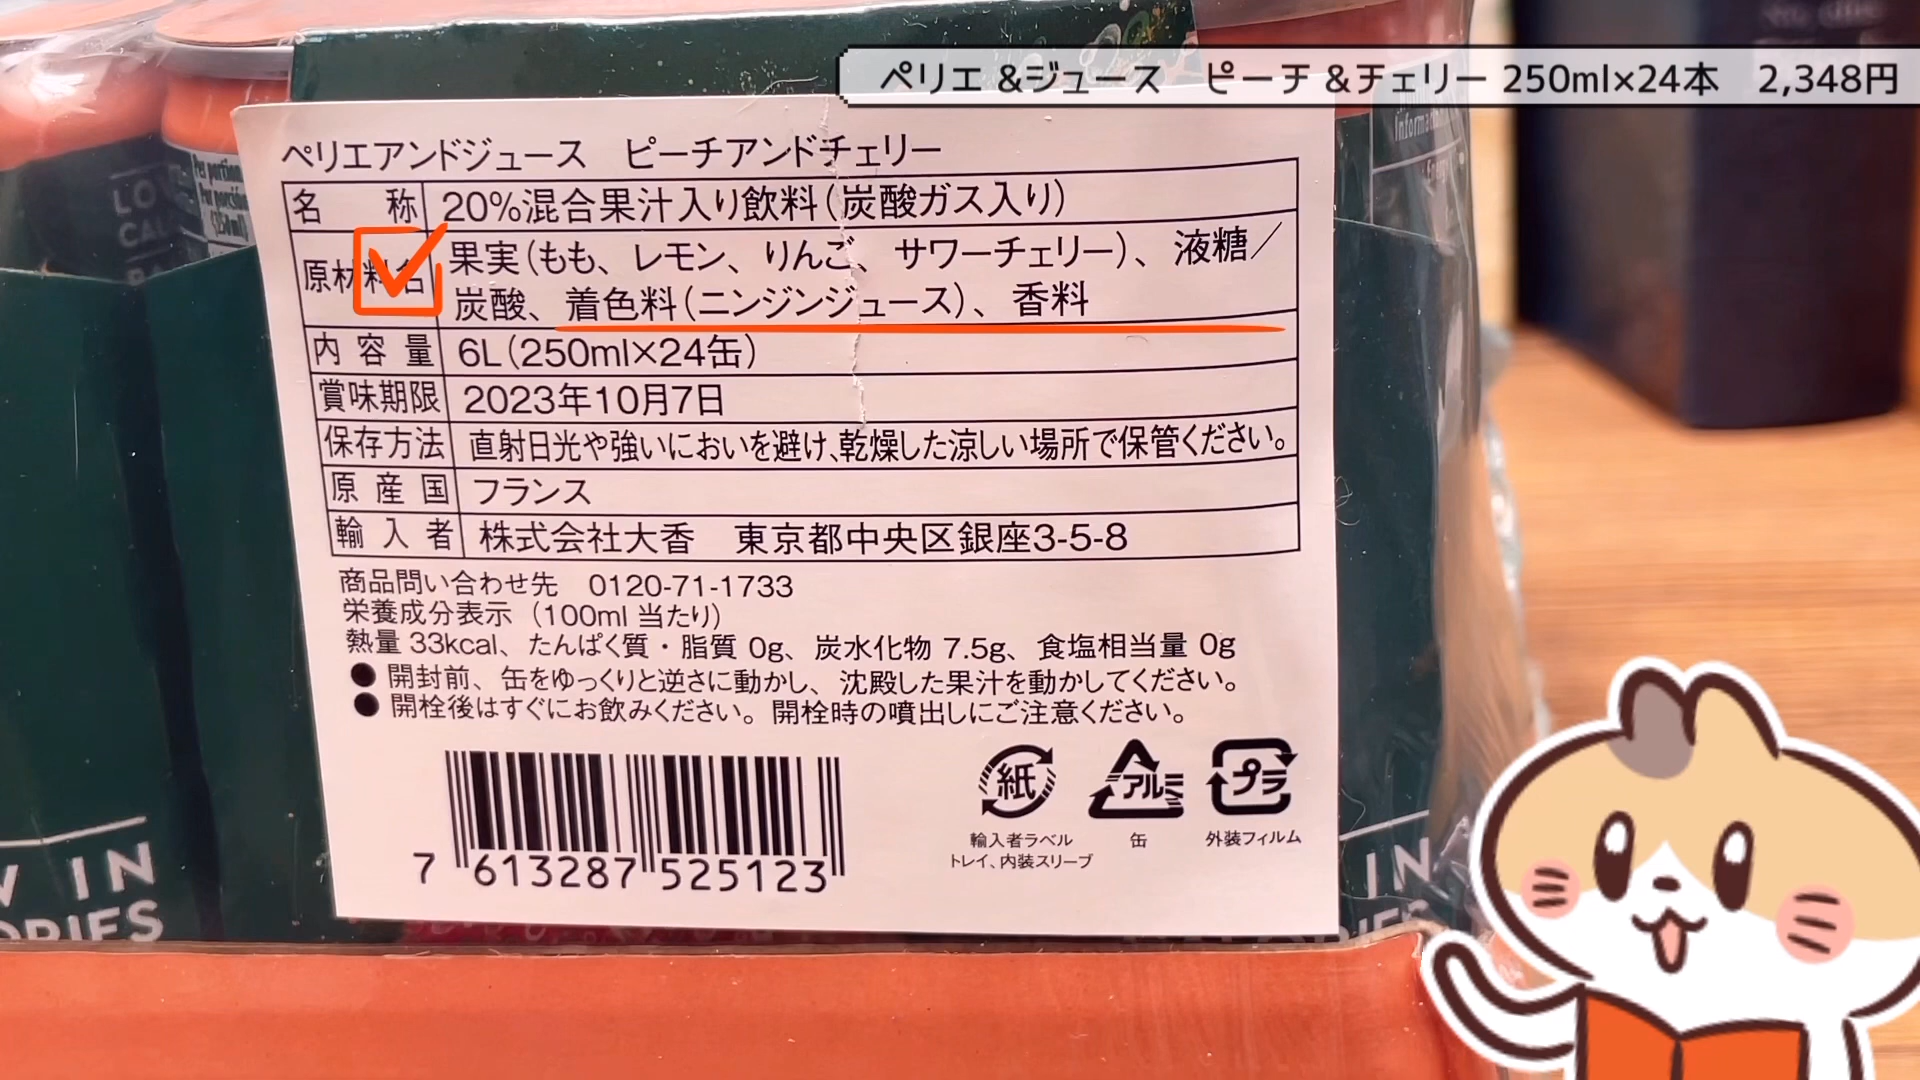 ペリエ &ジュース ピーチ &チェリー 250ml×24本 2,348円
ペリエアンドジュース ピーチアンドチェリー
名称 20%混合果汁入り飲料(炭酸ガス入り)
原材料名 果実(もも、レモン、りんご、サワーチェリー)、液糖/
炭酸、着色料(ニンジンジュース)、香料
内容量 6L(250ml×24缶)
賞味期限 2023年10月7日
保存方法 直射日光や強いにおいを避け、乾燥した涼しい場所で保管ください。
原産国 フランス
輸入者 株式会社大香 東京都中央区銀座3-5-8
商品問い合わせ先 0120-71-1733
栄養成分表示(100ml 当たり)
熱量 33kcal、たんぱく質・脂質 0g、炭水化物 7.5g、食塩相当量 0g
● 開封前、缶をゆっくりと逆さに動かし、沈殿した果汁を動かしてください。
● 開栓後はすぐにお飲みください。開栓時の噴出しにご注意ください。
紙 アルミ プラ
輸入者ラベル 缶 外装フィルム
トレイ、内装スリーブ
7 613287 525123
Per portion
(250ml)
LO
CAL
IN
IN